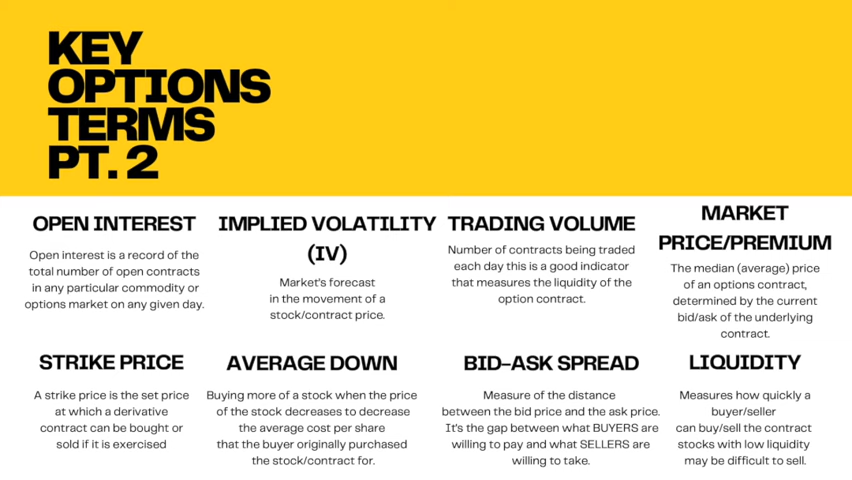 KEY
OPTIONS
TERMS
PT. 2
OPEN INTEREST
Open interest is a record of the
total number of open contracts
in any particular commodity or
options market on any given day.
IMPLIED VOLATILITY
(IV)
Market's forecast
in the movement of a
stock/contract price.
TRADING VOLUME
Number of contracts being traded
each day this is a good indicator
that measures the liquidity of the
option contract.
MARKET
PRICE/PREMIUM
The median (average) price
of an options contract,
determined by the current
bid/ask of the underlying
contract.
STRIKE PRICE
A strike price is the set price
at which a derivative
contract can be bought or
sold if it is exercised
AVERAGE DOWN
Buying more of a stock when the price
of the stock decreases to decrease
the average cost per share
that the buyer originally purchased
the stock/contract for.
BID-ASK SPREAD
Measure of the distance
between the bid price and the ask price.
It's the gap between what BUYERS are
willing to pay and what SELLERS are
willing to take.
LIQUIDITY
Measures how quickly a
buyer/seller
can buy/sell the contract
stocks with low liquidity
may be difficult to sell.